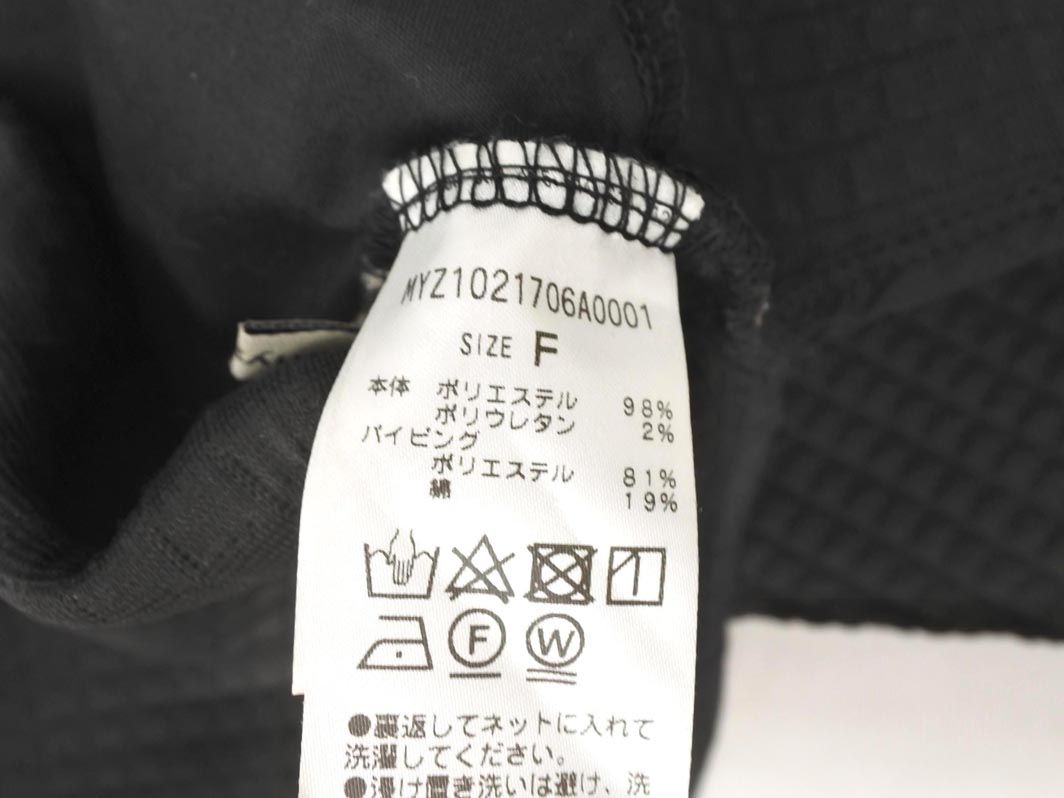 MYZ1021706A0001
SIZE F
本体 ポリエステル 98%
ポリウレタン 2%
パイピング
ポリエステル 81%
綿 19%
F W
●裏返してネットに入れて
洗濯してください。
●浸け置き洗いは避け、洗